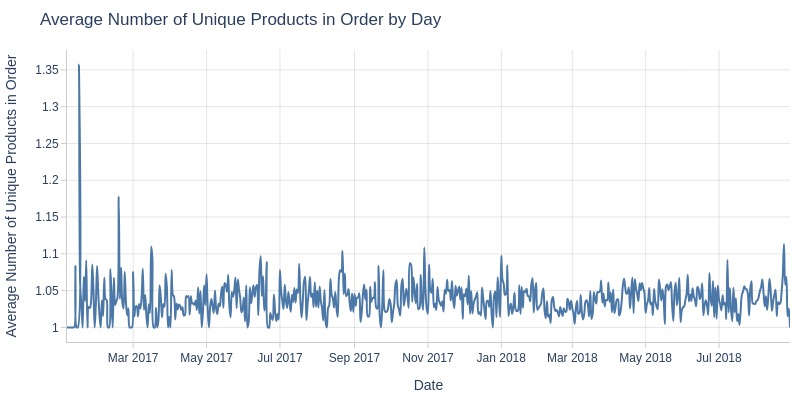 Average Number of Unique Products in Order by Day
Average Number of Unique Products in Order
1.35
1.3
1.25
1.2
1.15
1.1
1.05
1
Mar 2017
May 2017
Jul 2017
Sep 2017
Nov 2017
Jan 2018
Mar 2018
May 2018
Jul 2018
Date